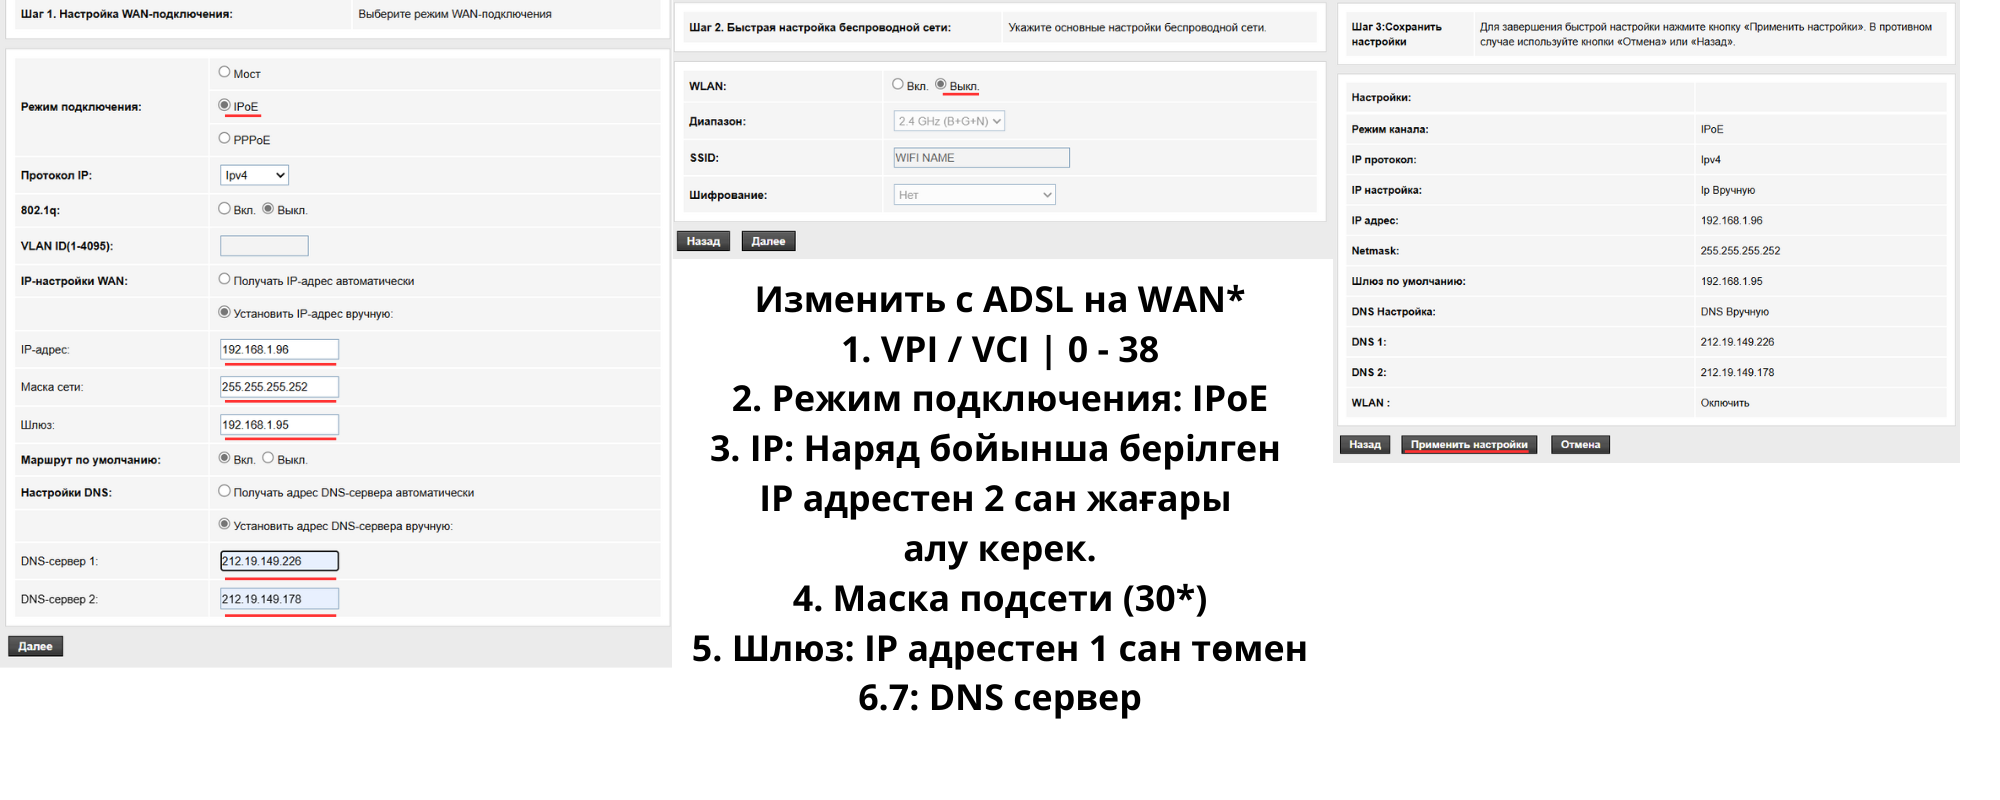 Шаг 1. Настройка WAN-подключения: Выберите режим WAN-подключения
Режим подключения:
Мост
IPoE
PPPoE
Протокол IP: Ipv4
802.1q: Вкл. Выкл.
VLAN ID(1-4095):
IP-настройки WAN: Получать IP-адрес автоматически
Установить IP-адрес вручную:
IP-адрес: 192.168.1.96
Маска сети: 255.255.255.252
Шлюз: 192.168.1.95
Маршрут по умолчанию: Вкл. Выкл.
Настройки DNS: Получать адрес DNS-сервера автоматически
Установить адрес DNS-сервера вручную:
DNS-сервер 1: 212.19.149.226
DNS-сервер 2: 212.19.149.178
Далее
Шаг 2. Быстрая настройка беспроводной сети: Укажите основные настройки беспроводной сети.
WLAN: Вкл. Выкл.
Диапазон: 2.4 GHz (B+G+N)
SSID: WIFI NAME
Шифрование: Нет
Назад Далее
Изменить с ADSL на WAN*
1. VPI / VCI | 0 - 38
2. Режим подключения: IPoE
3. IP: Наряд бойынша берілген
IP адрестен 2 сан жағары
алу керек.
4. Маска подсети (30*)
5. Шлюз: IP адрестен 1 сан төмен
6.7: DNS сервер
Шаг 3:Сохранить настройки
Для завершения быстрой настройки нажмите кнопку «Применить настройки». В противном
случае используйте кнопки «Отмена» или «Назад».
Настройки:
Режим канала: IPoE
IP протокол: Ipv4
IP настройка: Ip Вручную
IP адрес: 192.168.1.96
Netmask: 255.255.255.252
Шлюз по умолчанию: 192.168.1.95
DNS Настройка: DNS Вручную
DNS 1: 212.19.149.226
DNS 2: 212.19.149.178
WLAN : Оключить
Назад Применить настройки Отмена